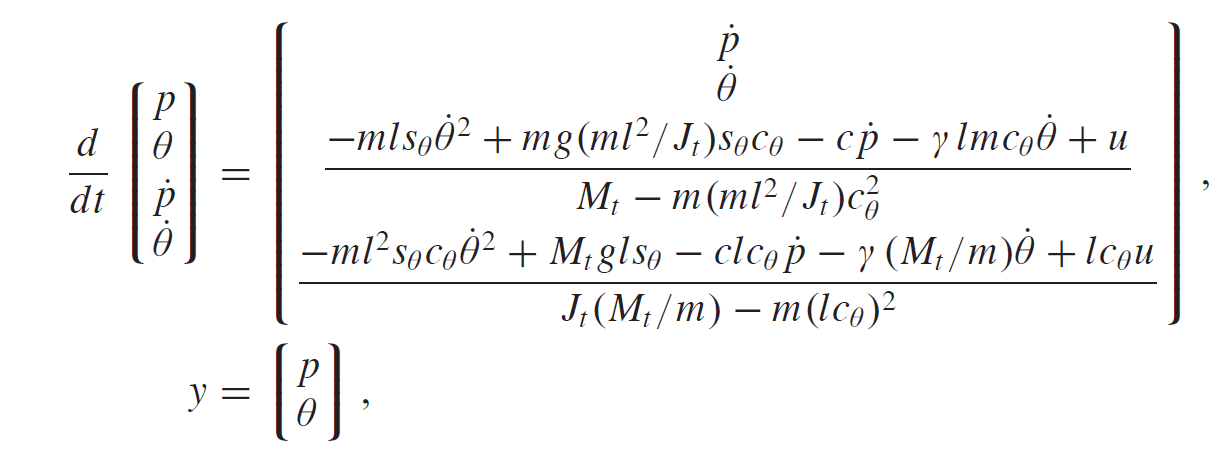 d/dt [p θ ṗ θ̇] = [
ṗ
θ̇
(−mls_θθ̇² + mg(ml²/J_t)s_θc_θ − cṗ − γlmc_θθ̇ + u) / (M_t − m(ml²/J_t)c_θ²)
(−ml²s_θc_θθ̇² + M_tgls_θ − clc_θṗ − γ(M_t/m)θ̇ + lc_θu) / (J_t(M_t/m) − m(lc_θ)²)
],
y = [p θ],